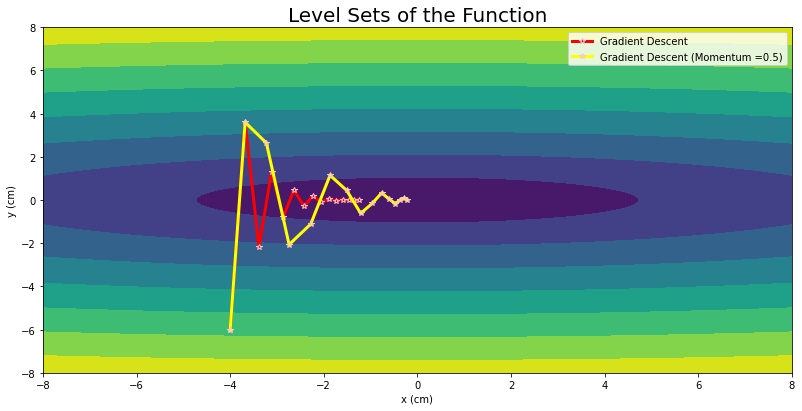 Level Sets of the Function
Gradient Descent
Gradient Descent (Momentum =0.5)
y (cm)
8
6
4
2
0
−2
−4
−6
−8
−8 −6 −4 −2 0 2 4 6 8
x (cm)